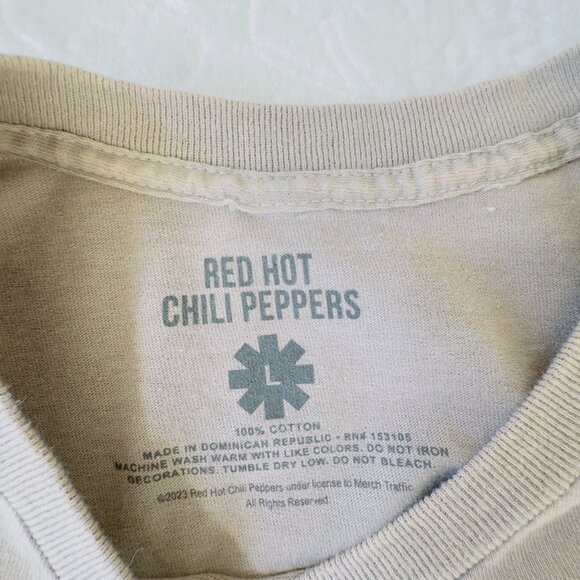 RED HOT
CHILI PEPPERS
L
100% COTTON
MADE IN DOMINICAN REPUBLIC • RN# 153105
MACHINE WASH WARM WITH LIKE COLORS. DO NOT IRON
DECORATIONS. TUMBLE DRY LOW. DO NOT BLEACH.
©2023 Red Hot Chili Peppers under license to Merch Traffic.
All Rights Reserved.